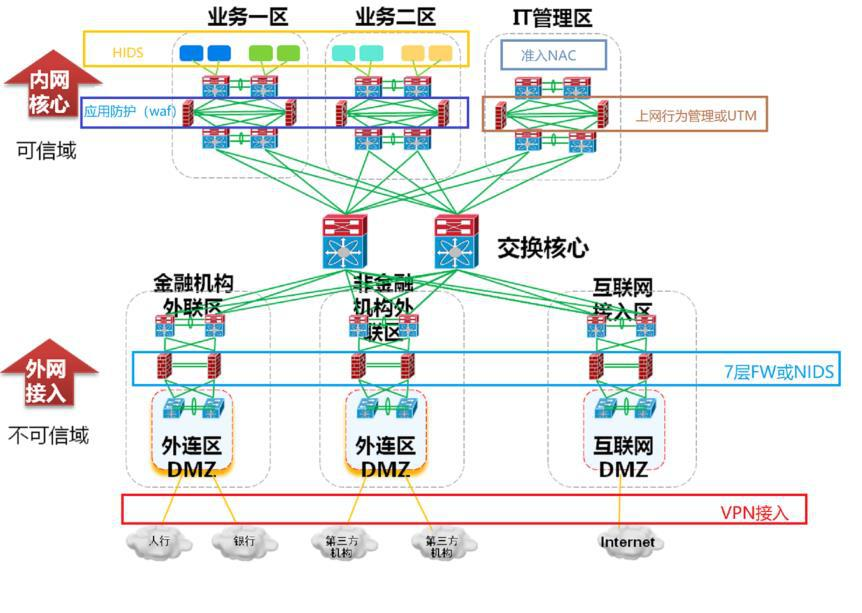 业务一区
业务二区
IT管理区
HIDS
准入NAC
内网
核心
应用防护（waf）
上网行为管理或UTM
可信域
交换核心
金融机构
外联区
非金融
机构外
联区
互联网
接入区
外网
接入
7层FW或NIDS
不可信域
外连区
DMZ
外连区
DMZ
互联网
DMZ
VPN接入
人行
银行
第三方
机构
第三方
机构
Internet